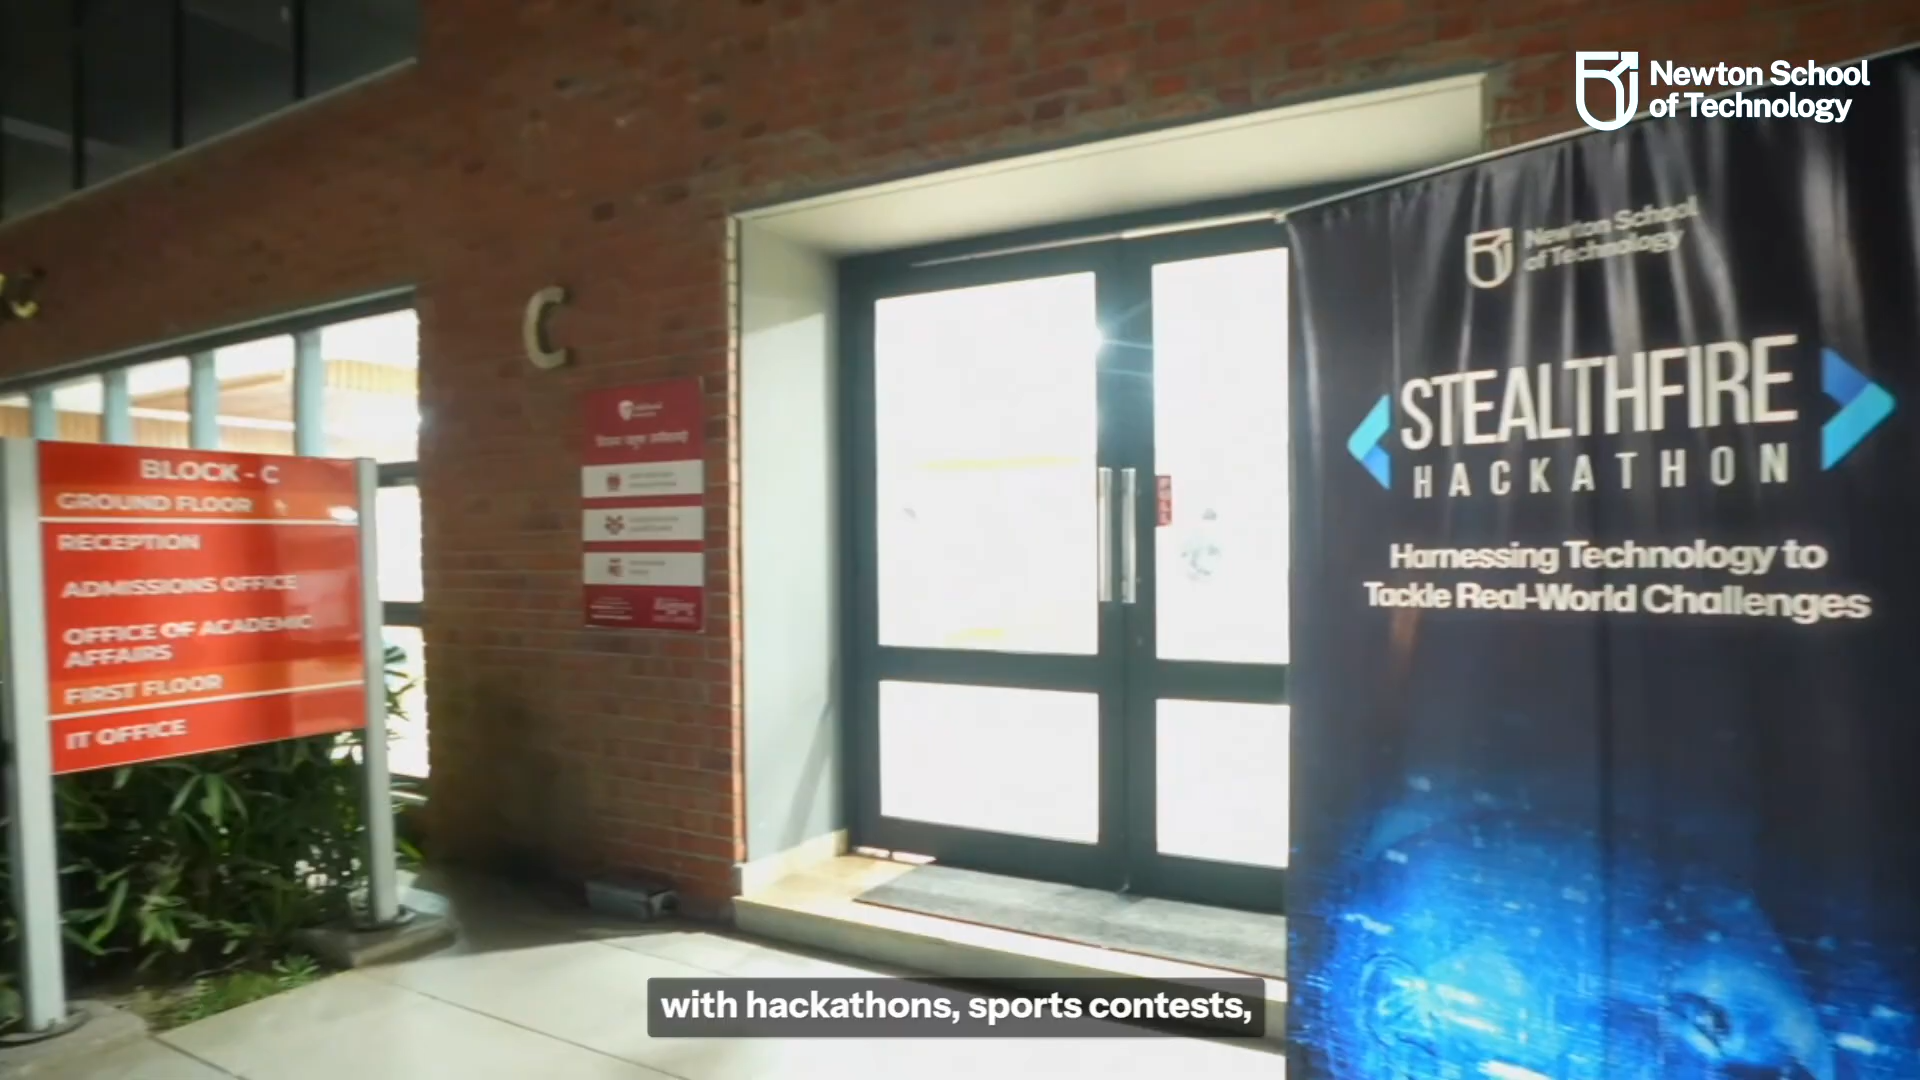 Newton School
of Technology
C
BLOCK - C
GROUND FLOOR
RECEPTION
ADMISSIONS OFFICE
OFFICE OF ACADEMIC
AFFAIRS
FIRST FLOOR
IT OFFICE
PULL
Newton School
of Technology
STEALTHFIRE
HACKATHON
Harnessing Technology to
Tackle Real-World Challenges
with hackathons, sports contests,